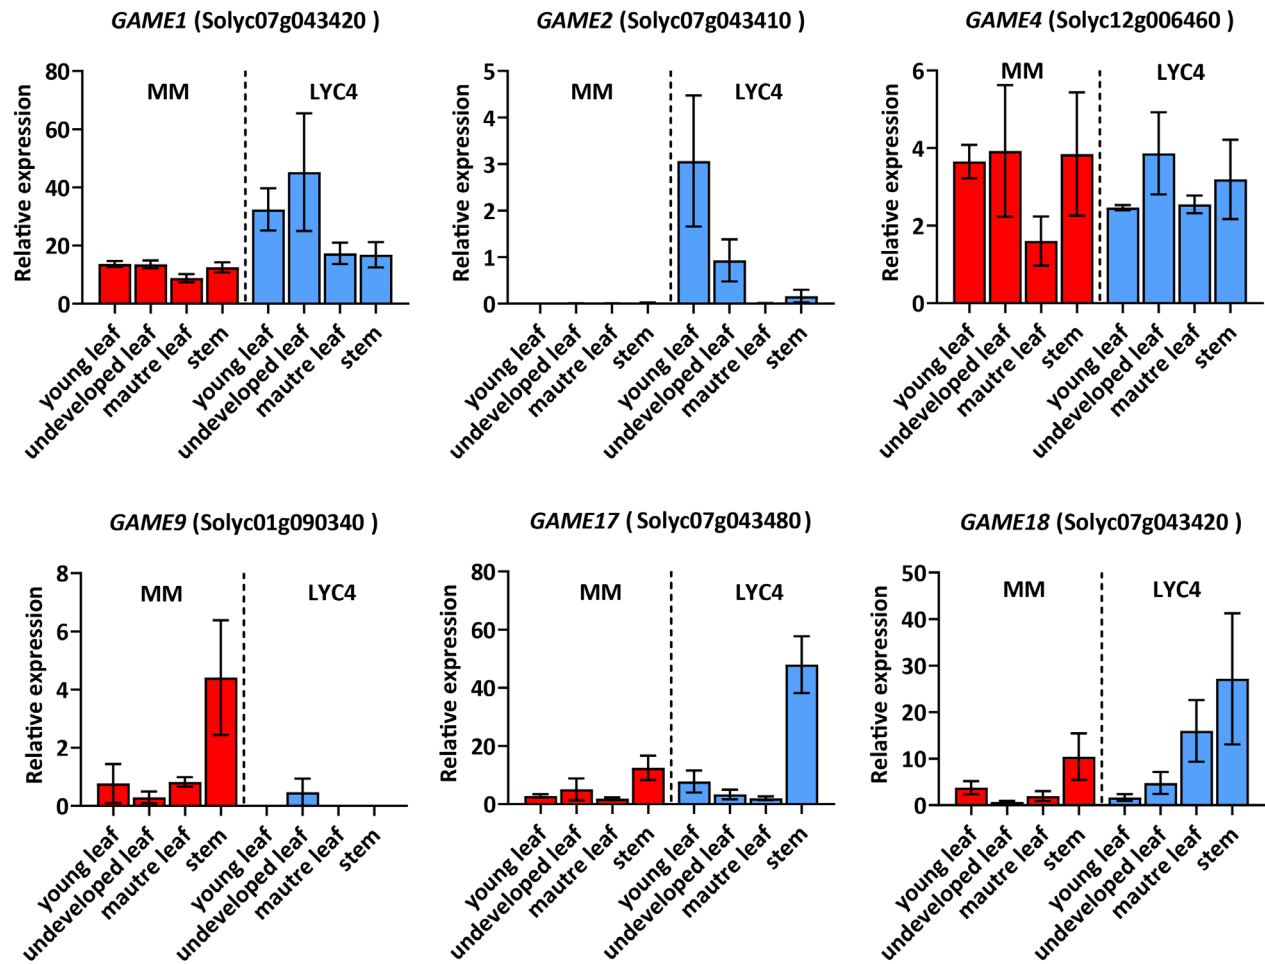 GAME1 (Solyc07g043420 )
Relative expression
80
60
40
20
0
MM
LYC4
young leaf
undeveloped leaf
mautre leaf
stem
young leaf
undeveloped leaf
mautre leaf
stem
GAME2 (Solyc07g043410 )
Relative expression
5
4
3
2
1
0
MM
LYC4
young leaf
undeveloped leaf
mautre leaf
stem
young leaf
undeveloped leaf
mautre leaf
stem
GAME4 (Solyc12g006460 )
Relative expression
6
4
2
0
MM
LYC4
young leaf
undeveloped leaf
mautre leaf
stem
young leaf
undeveloped leaf
mautre leaf
stem
GAME9 (Solyc01g090340 )
Relative expression
8
6
4
2
0
MM
LYC4
young leaf
undeveloped leaf
mautre leaf
stem
young leaf
undeveloped leaf
mautre leaf
stem
GAME17 ( Solyc07g043480)
Relative expression
80
60
40
20
0
MM
LYC4
young leaf
undeveloped leaf
mautre leaf
stem
young leaf
undeveloped leaf
mautre leaf
stem
GAME18 (Solyc07g043420 )
Relative expression
50
40
30
20
10
0
MM
LYC4
young leaf
undeveloped leaf
mautre leaf
stem
young leaf
undeveloped leaf
mautre leaf
stem